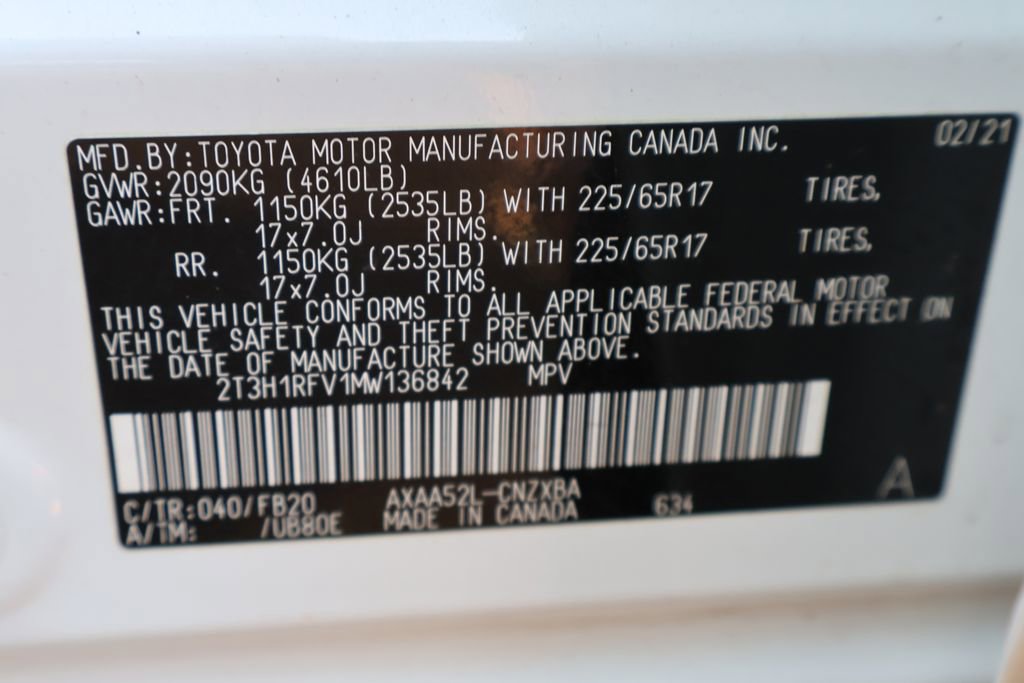 MFD.BY:TOYOTA MOTOR MANUFACTURING CANADA INC. 02/21
GVWR:2090KG (4610LB)
GAWR:FRT. 1150KG (2535LB) WITH 225/65R17 TIRES,
17x7.0J RIMS.
RR. 1150KG (2535LB) WITH 225/65R17 TIRES,
17x7.0J RIMS.
THIS VEHICLE CONFORMS TO ALL APPLICABLE FEDERAL MOTOR
VEHICLE SAFETY AND THEFT PREVENTION STANDARDS IN EFFECT ON
THE DATE OF MANUFACTURE SHOWN ABOVE.
2T3H1RFV1MW136842 MPV
C/TR:040/FB20 AXAA52L-CNZXBA 634 A
A/TM: /UB80E MADE IN CANADA